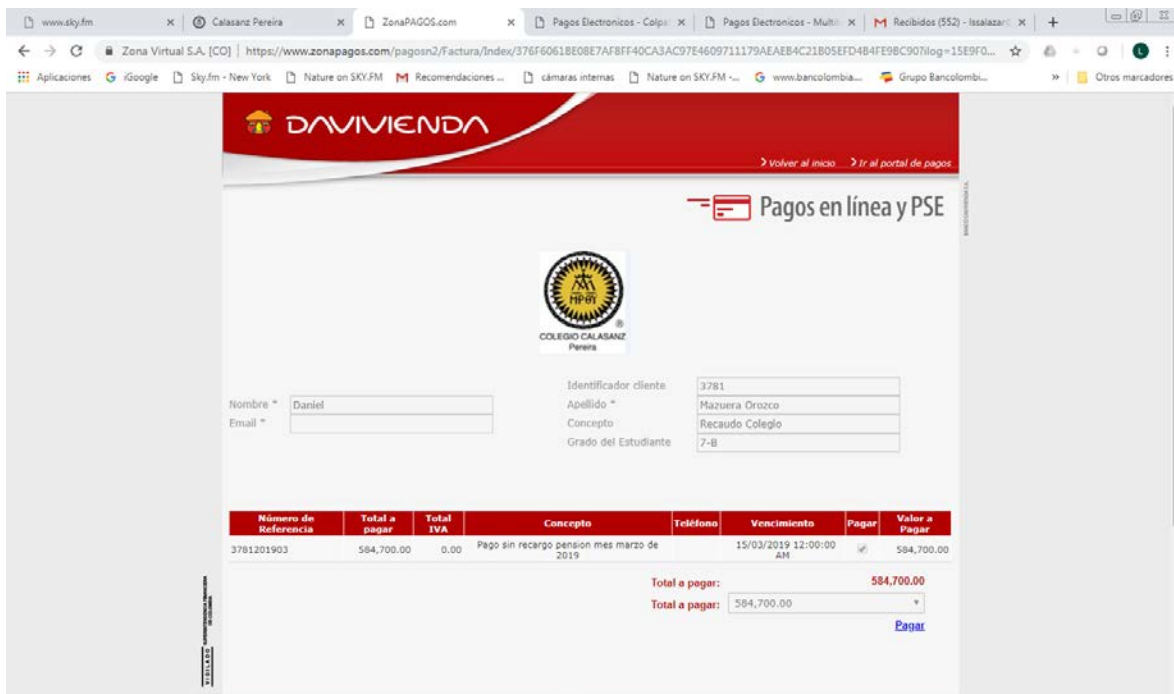 www.sky.fm
Calasanz Pereira
ZonaPAGOS.com
Pagos Electronicos - Colpa
Pagos Electronicos - Multi
Recibidos (552) - Issalazar
Zona Virtual S.A. [CO] | https://www.zonapagos.com/pagosn2/Factura/Index/
Aplicaciones
iGoogle
Sky.fm - New York
Nature on SKY.FM
Recomendaciones ...
cámaras internas
Nature on SKY.FM -...
www.bancolombia....
Grupo Bancolombi...
Otros marcadores
DAVIVIENDA
Volver al inicio
Ir al portal de pagos
Pagos en línea y PSE
COLEGIO CALASANZ
Pereira
Identificador cliente 3781
Nombre * Daniel
Apellido * Mazuera Orozco
Email *
Concepto Recaudo Colegio
Grado del Estudiante 7-B
Número de Referencia
Total a pagar
Total IVA
Concepto
Teléfono
Vencimiento
Pagar
Valor a Pagar
3781201903
584,700.00
0.00
Pago sin recargo pension mes marzo de
2019
15/03/2019 12:00:00
AM
584,700.00
Total a pagar: 584,700.00
Total a pagar: 584,700.00
Pagar
VIGILADO SUPERINTENDENCIA FINANCIERA
DE COLOMBIA